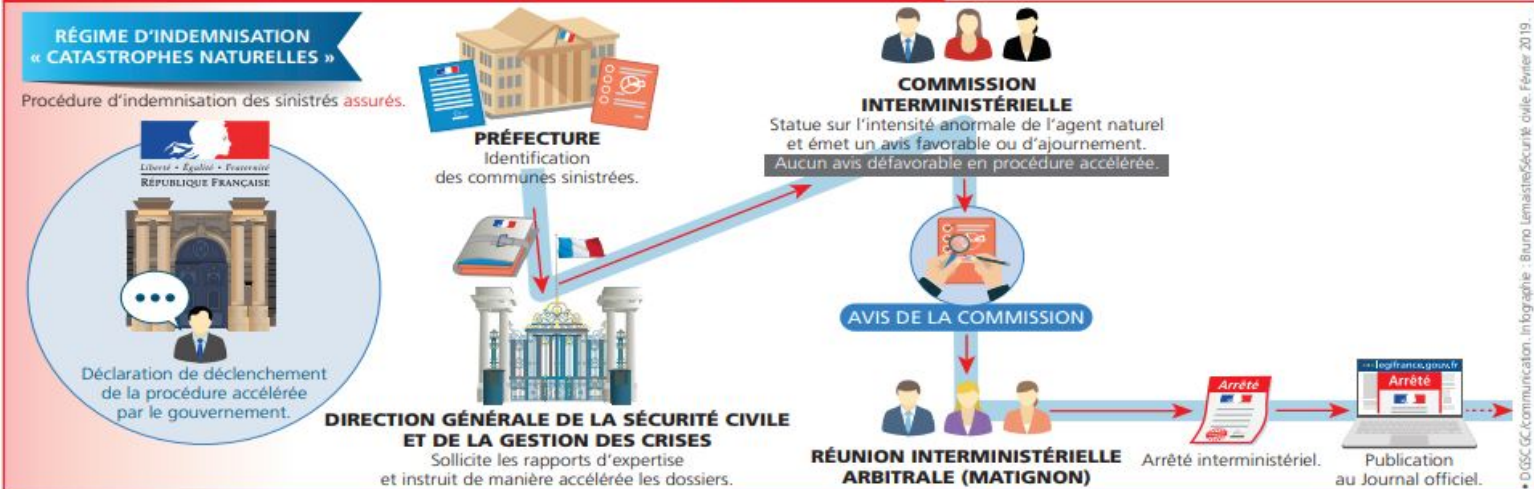 RÉGIME D'INDEMNISATION
« CATASTROPHES NATURELLES »
Procédure d'indemnisation des sinistrés assurés.
Liberté • Égalité • Fraternité
RÉPUBLIQUE FRANÇAISE
Déclaration de déclenchement
de la procédure accélérée
par le gouvernement.
PRÉFECTURE
Identification
des communes sinistrées.
DIRECTION GÉNÉRALE DE LA SÉCURITÉ CIVILE
ET DE LA GESTION DES CRISES
Sollicite les rapports d'expertise
et instruit de manière accélérée les dossiers.
COMMISSION
INTERMINISTÉRIELLE
Statue sur l'intensité anormale de l'agent naturel
et émet un avis favorable ou d'ajournement.
Aucun avis défavorable en procédure accélérée.
AVIS DE LA COMMISSION
RÉUNION INTERMINISTÉRIELLE
ARBITRALE (MATIGNON)
Arrêté
Arrêté interministériel.
legifrance.gouv.fr
Arrêté
Publication
au Journal officiel.
• DGSCGC/communication. Infographie : Bruno Lemaistre/Sécurité civile. Février 2019